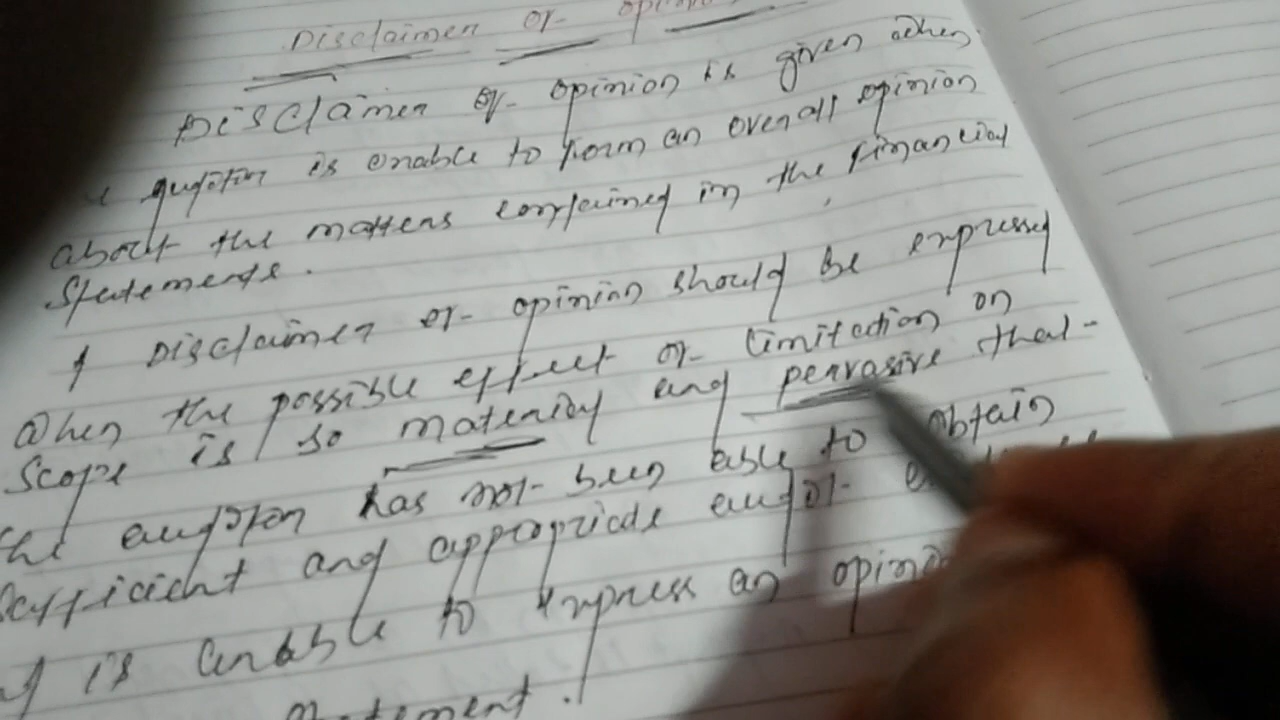 Disclaimer of opinion
Disclaimer of opinion is given when
auditor is unable to form an overall opinion
about the matters contained in the financial
Statements.
A Disclaimer of opinion should be expressed
When the possible effect of limitation on
Scope is so material and pervasive that
the auditor has not been able to obtain
Sufficient and appropriate audit
is unable to express an opinion
Statement.